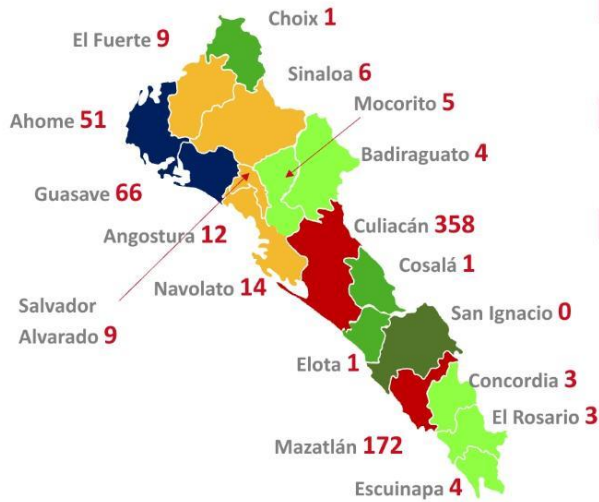 Choix 1
El Fuerte 9
Sinaloa 6
Mocorito 5
Ahome 51
Badiraguato 4
Guasave 66
Culiacán 358
Angostura 12
Cosalá 1
Navolato 14
Salvador
Alvarado 9
San Ignacio 0
Elota 1
Concordia 3
El Rosario 3
Mazatlán 172
Escuinapa 4